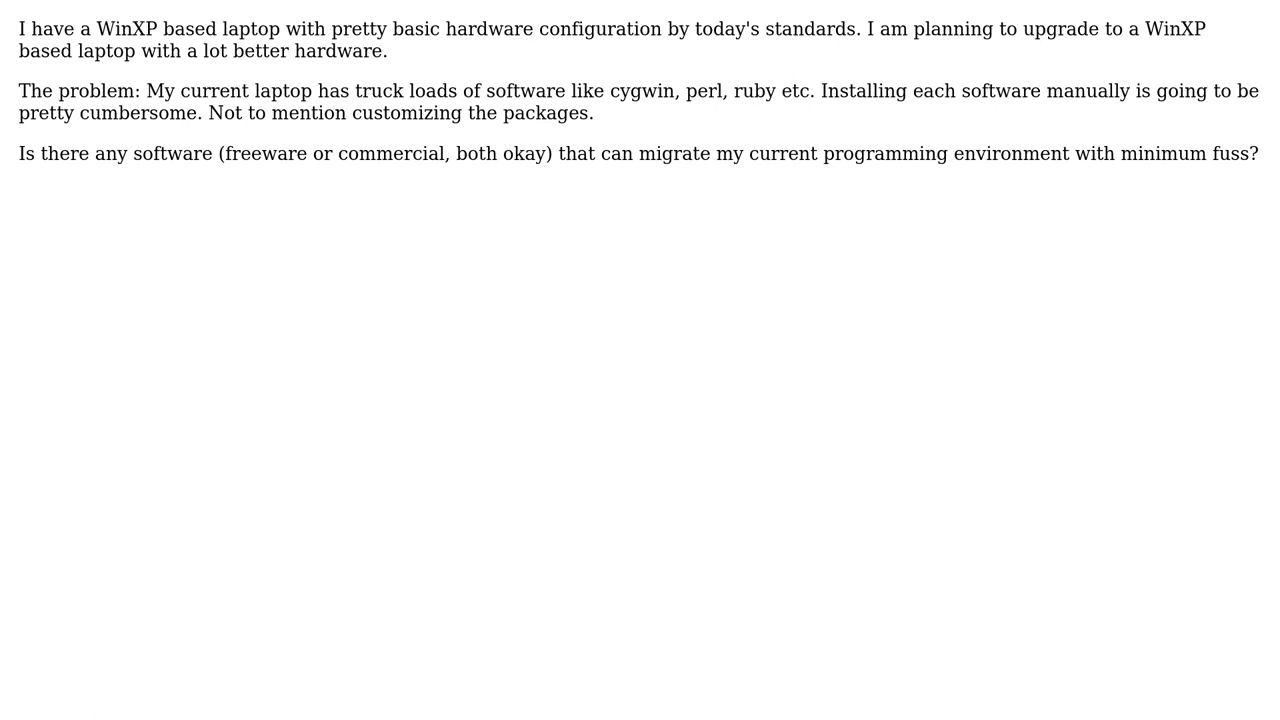 I have a WinXP based laptop with pretty basic hardware configuration by today's standards. I am planning to upgrade to a WinXP
based laptop with a lot better hardware.
The problem: My current laptop has truck loads of software like cygwin, perl, ruby etc. Installing each software manually is going to be
pretty cumbersome. Not to mention customizing the packages.
Is there any software (freeware or commercial, both okay) that can migrate my current programming environment with minimum fuss?